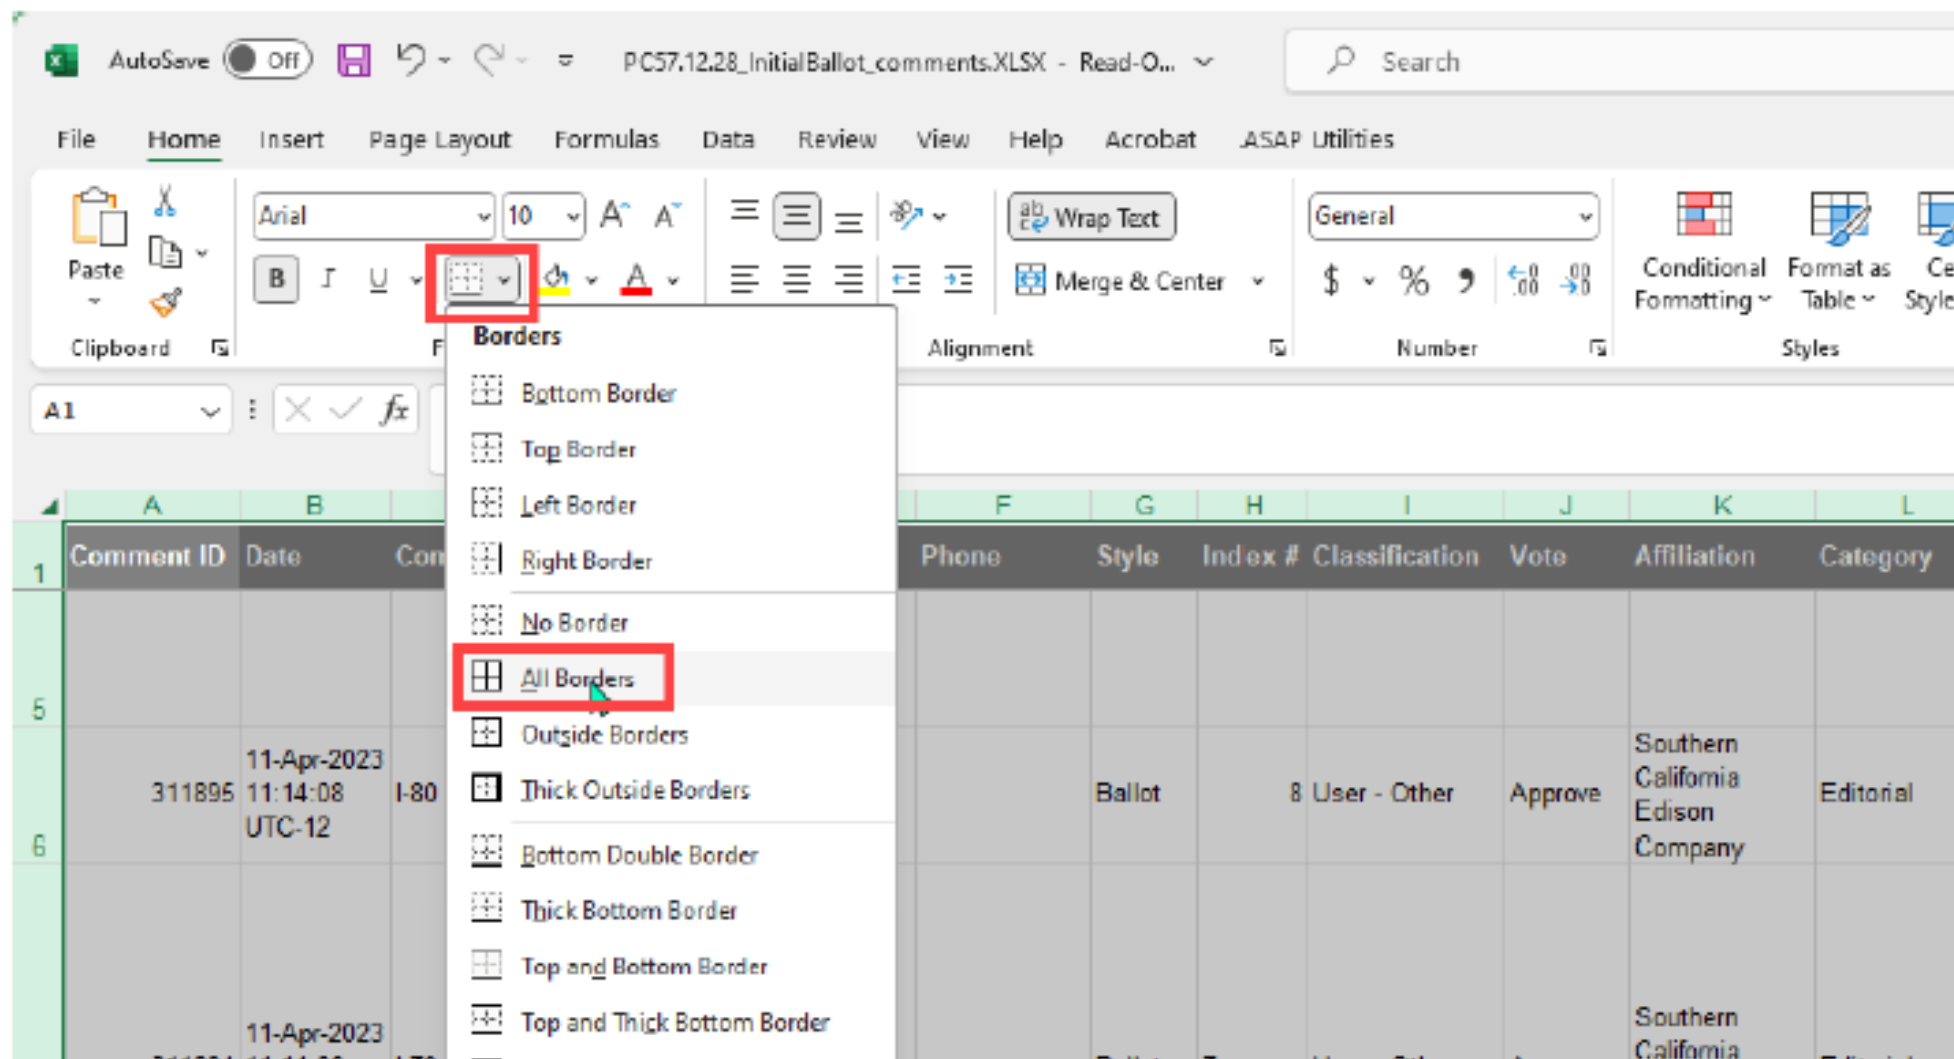 AutoSave Off PC57.12.28_InitialBallot_comments.XLSX - Read-O... Search
File Home Insert Page Layout Formulas Data Review View Help Acrobat ASAP Utilities
Arial 10 Wrap Text General
Paste B I U A Merge & Center $ % Conditional Formatting Format as Table
Clipboard Alignment Number Styles
Borders
A1 fx
Bottom Border
Top Border
Left Border
Right Border
No Border
All Borders
Outside Borders
Thick Outside Borders
Bottom Double Border
Thick Bottom Border
Top and Bottom Border
Top and Thick Bottom Border
A B F G H I J K L
1 Comment ID Date Com Phone Style Index # Classification Vote Affiliation Category
5
6 311895 11-Apr-2023 11:14:08 UTC-12 I-80 Ballot 8 User - Other Approve Southern California Edison Company Editorial
11-Apr-2023 Southern
California